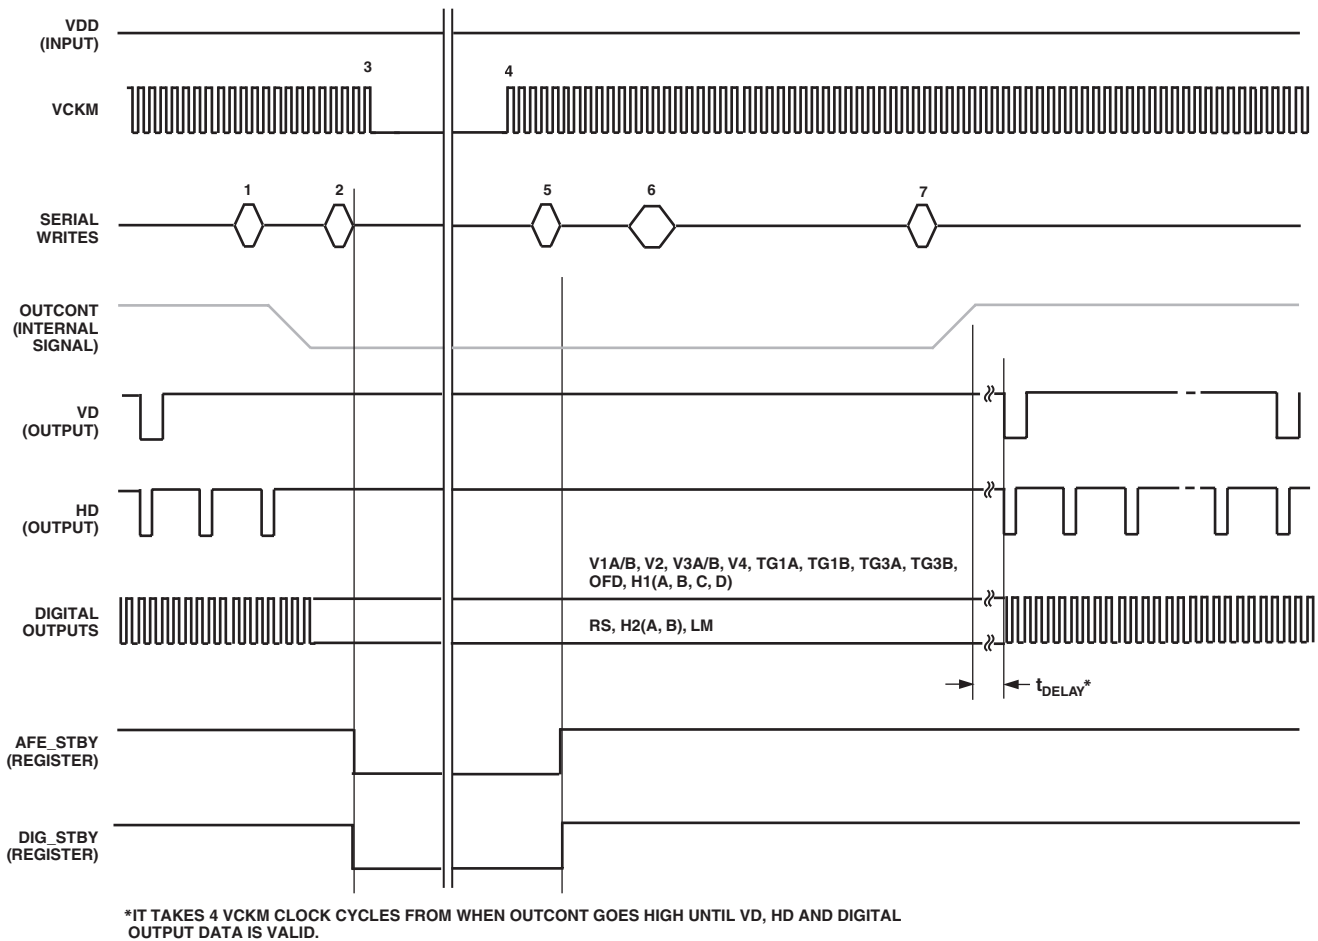 VDD
(INPUT)
3
4
VCKM
1
2
5
6
7
SERIAL
WRITES
OUTCONT
(INTERNAL
SIGNAL)
VD
(OUTPUT)
HD
(OUTPUT)
V1A/B, V2, V3A/B, V4, TG1A, TG1B, TG3A, TG3B,
OFD, H1(A, B, C, D)
DIGITAL
OUTPUTS
RS, H2(A, B), LM
tDELAY*
AFE_STBY
(REGISTER)
DIG_STBY
(REGISTER)
*IT TAKES 4 VCKM CLOCK CYCLES FROM WHEN OUTCONT GOES HIGH UNTIL VD, HD AND DIGITAL
OUTPUT DATA IS VALID.